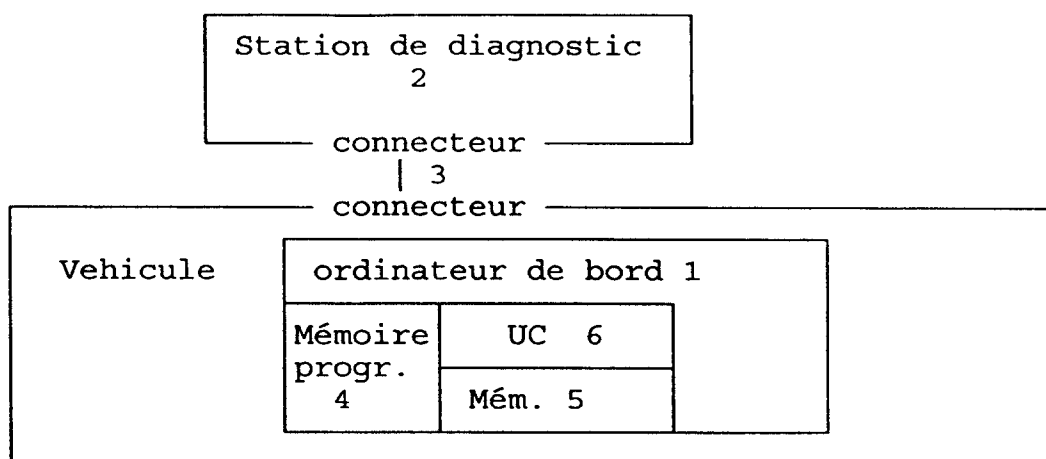 Station de diagnostic
2
connecteur
| 3
connecteur
Vehicule
ordinateur de bord 1
Mémoire
progr.
4
UC 6
Mém. 5